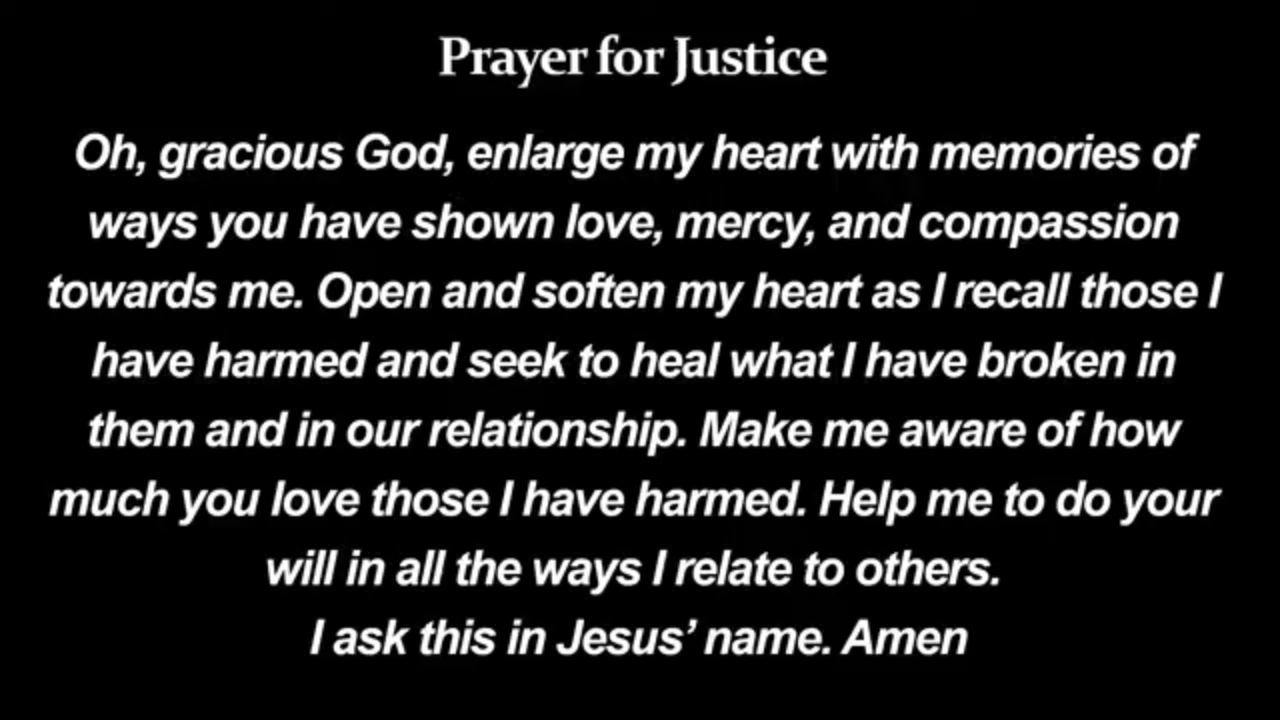 Prayer for Justice
Oh, gracious God, enlarge my heart with memories of
ways you have shown love, mercy, and compassion
towards me. Open and soften my heart as I recall those I
have harmed and seek to heal what I have broken in
them and in our relationship. Make me aware of how
much you love those I have harmed. Help me to do your
will in all the ways I relate to others.
I ask this in Jesus’ name. Amen